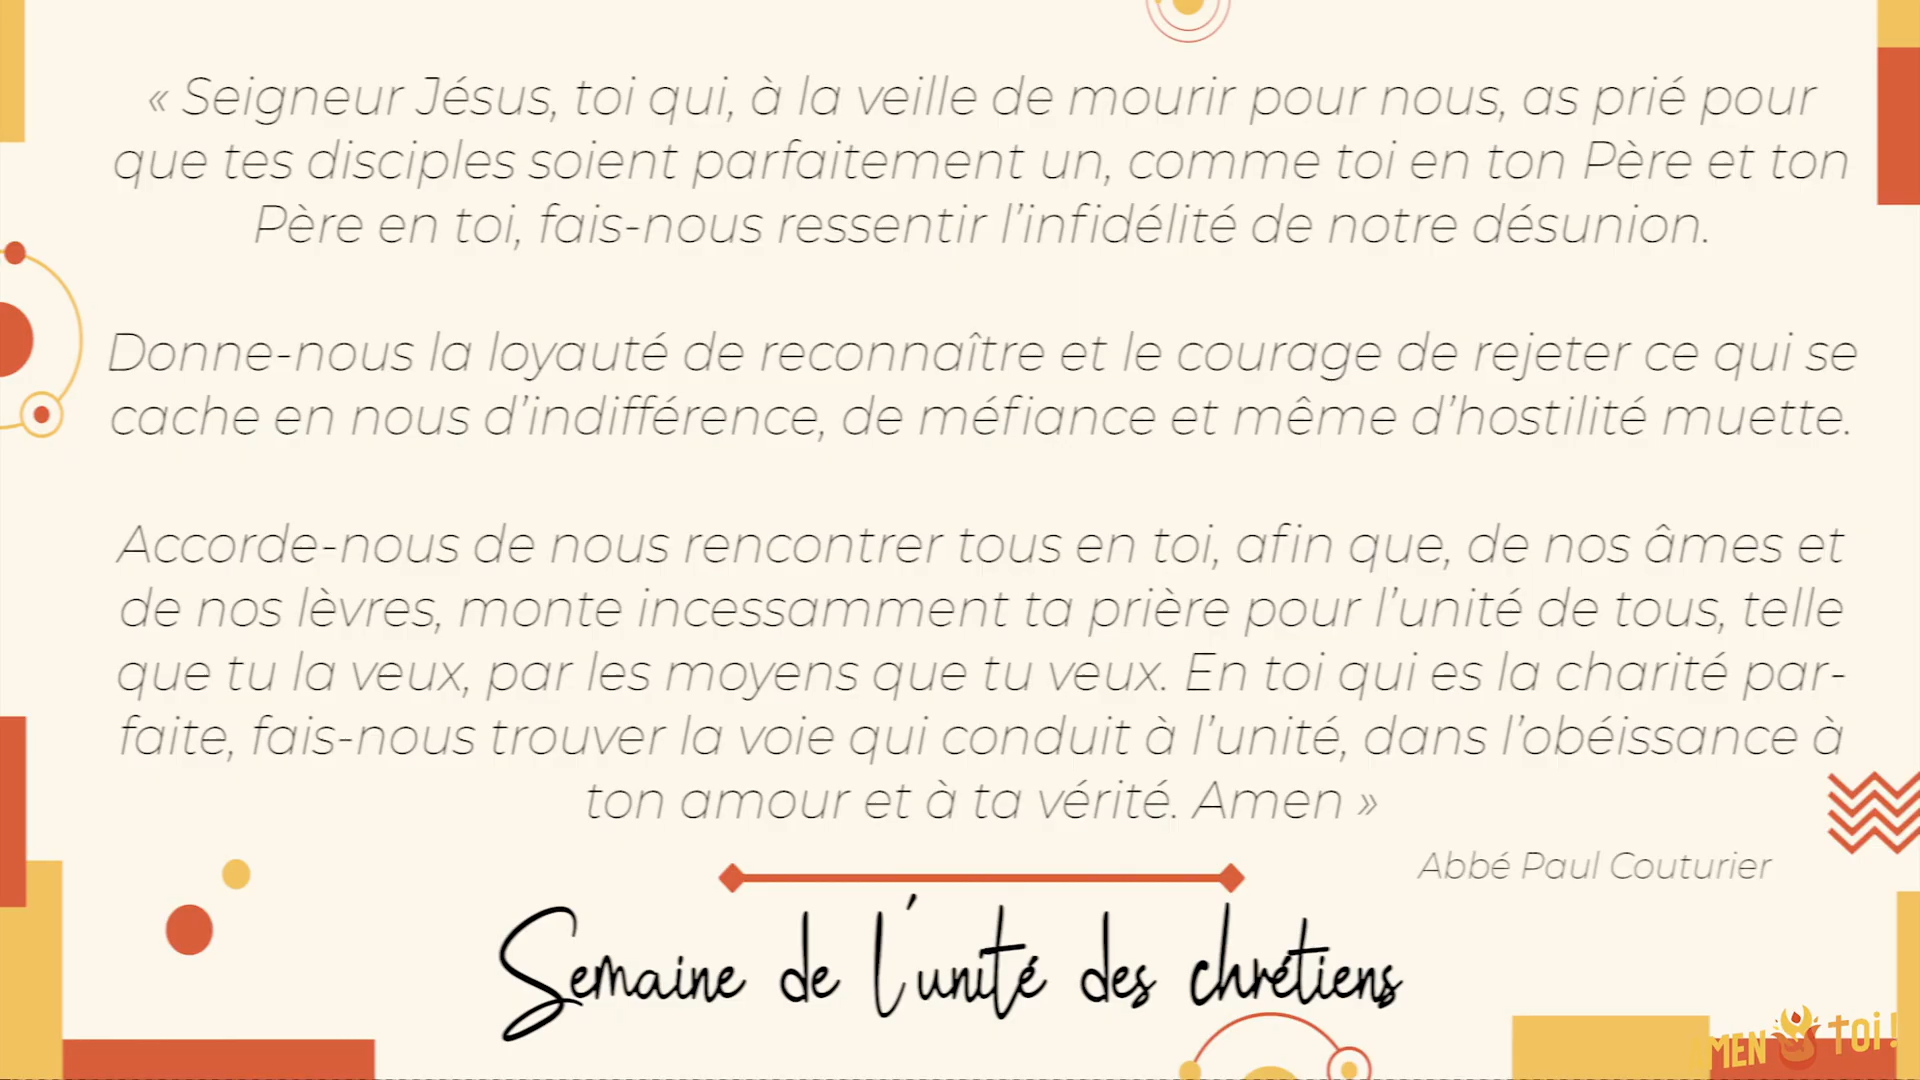 « Seigneur Jésus, toi qui, à la veille de mourir pour nous, as prié pour
que tes disciples soient parfaitement un, comme toi en ton Père et ton
Père en toi, fais-nous ressentir l’infidélité de notre désunion.
Donne-nous la loyauté de reconnaître et le courage de rejeter ce qui se
cache en nous d’indifférence, de méfiance et même d’hostilité muette.
Accorde-nous de nous rencontrer tous en toi, afin que, de nos âmes et
de nos lèvres, monte incessamment ta prière pour l’unité de tous, telle
que tu la veux, par les moyens que tu veux. En toi qui es la charité par-
faite, fais-nous trouver la voie qui conduit à l’unité, dans l’obéissance à
ton amour et à ta vérité. Amen »
Abbé Paul Couturier
Semaine de l'unité des chrétiens
AMEN toi !